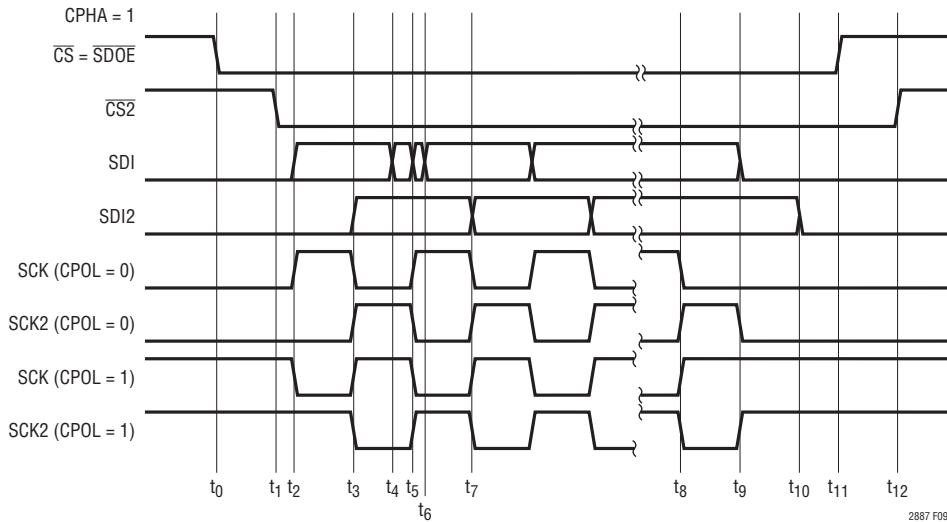 CPHA = 1
CS = SDOE
CS2
SDI
SDI2
SCK (CPOL = 0)
SCK2 (CPOL = 0)
SCK (CPOL = 1)
SCK2 (CPOL = 1)
t0 t1 t2 t3 t4 t5 t6 t7 t8 t9 t10 t11 t12
2887 F09